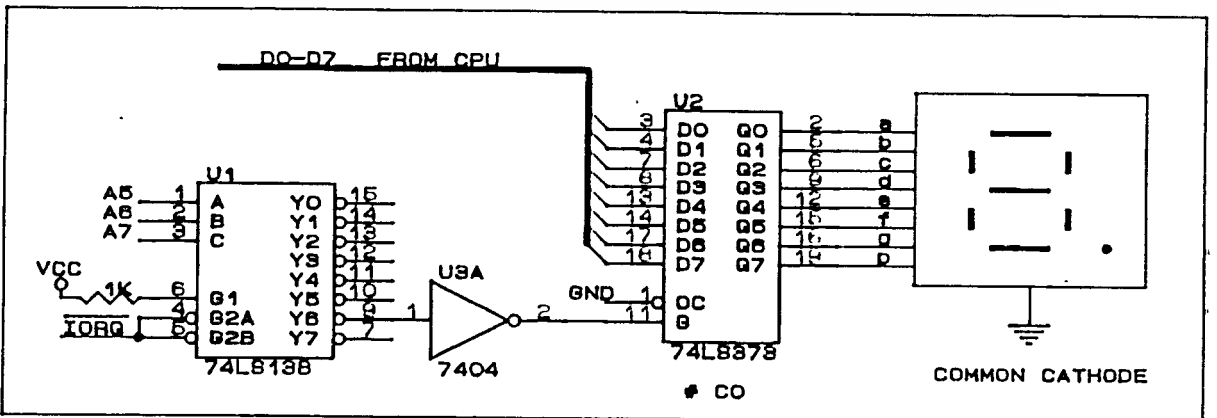 D0-D7 FROM CPU
U2
3 D0 Q0 2 a
4 D1 Q1 5 b
7 D2 Q2 6 c
8 D3 Q3 9 d
13 D4 Q4 12 e
14 D5 Q5 15 f
17 D6 Q6 16 g
18 D7 Q7 19 p
GND 1 OC
11 G
74LS373
# CO
U1
A5 1 A Y0 15
A6 2 B Y1 14
A7 3 C Y2 13
Y3 12
Y4 11
VCC 1K 6 G1 Y5 10
IORQ 4 G2A Y6 9
5 G2B Y7 7
74LS138
U3A
1 2
7404
COMMON CATHODE